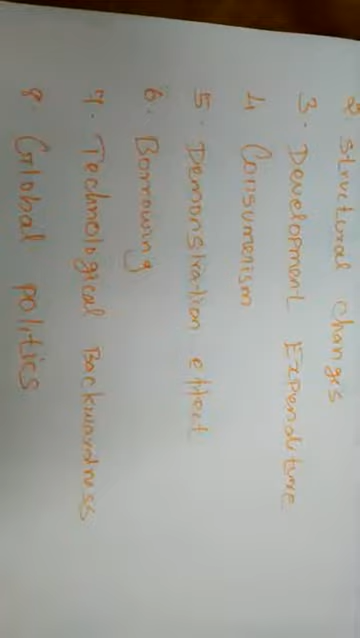 2 Structural changes
3. Development Expenditure
4 Consumerism
5. Demonstration effect
6. Borrowing
7. Technological Backwardness
8. Global politics